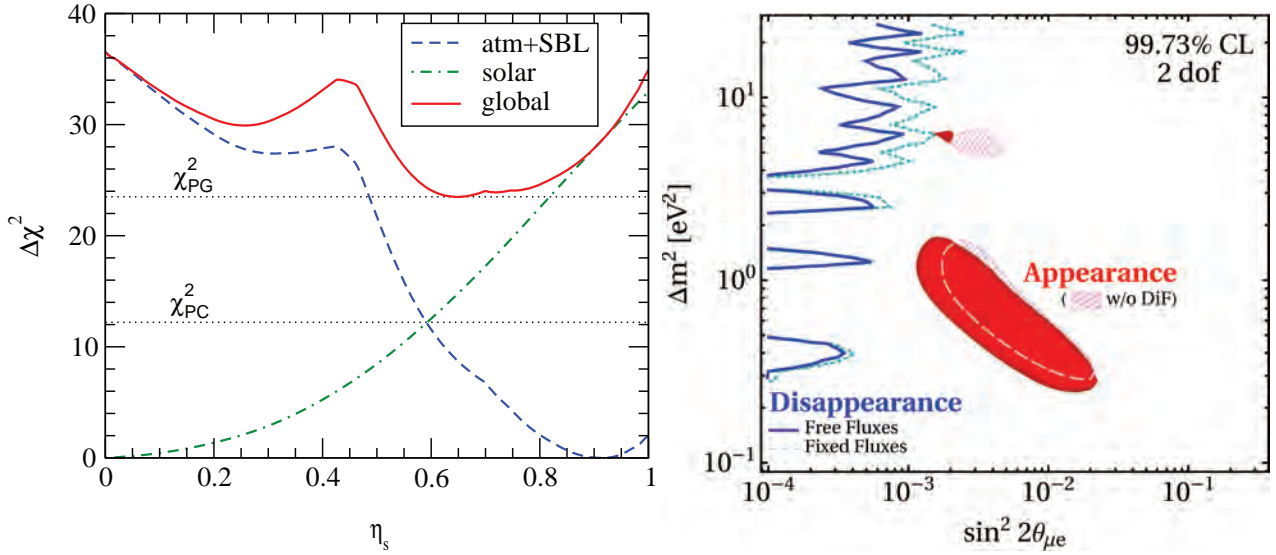 atm+SBL
solar
global
χ²PG
χ²PC
Δχ²
40
30
20
10
0
0
0.2
0.4
0.6
0.8
1
ηs
99.73% CL
2 dof
Appearance
( w/o DiF)
Disappearance
Free Fluxes
Fixed Fluxes
Δm² [eV²]
10¹
10⁰
10⁻¹
10⁻⁴
10⁻³
10⁻²
10⁻¹
sin² 2θμe